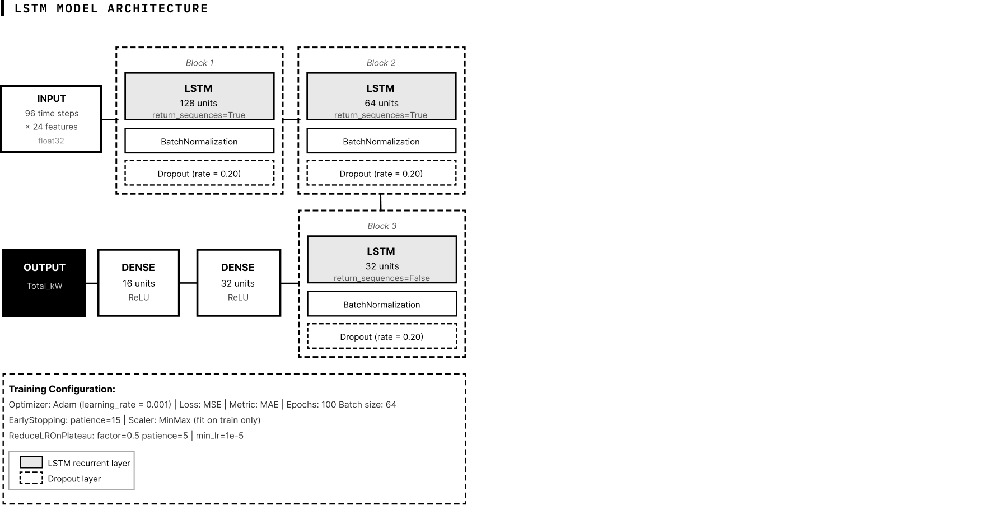 LSTM MODEL ARCHITECTURE
INPUT
96 time steps
× 24 features
float32
Block 1
LSTM
128 units
return_sequences=True
BatchNormalization
Dropout (rate = 0.20)
Block 2
LSTM
64 units
return_sequences=True
BatchNormalization
Dropout (rate = 0.20)
Block 3
LSTM
32 units
return_sequences=False
BatchNormalization
Dropout (rate = 0.20)
DENSE
32 units
ReLU
DENSE
16 units
ReLU
OUTPUT
Total_kW
Training Configuration:
Optimizer: Adam (learning_rate = 0.001) | Loss: MSE | Metric: MAE | Epochs: 100 Batch size: 64
EarlyStopping: patience=15 | Scaler: MinMax (fit on train only)
ReduceLROnPlateau: factor=0.5 patience=5 | min_lr=1e-5
LSTM recurrent layer
Dropout layer